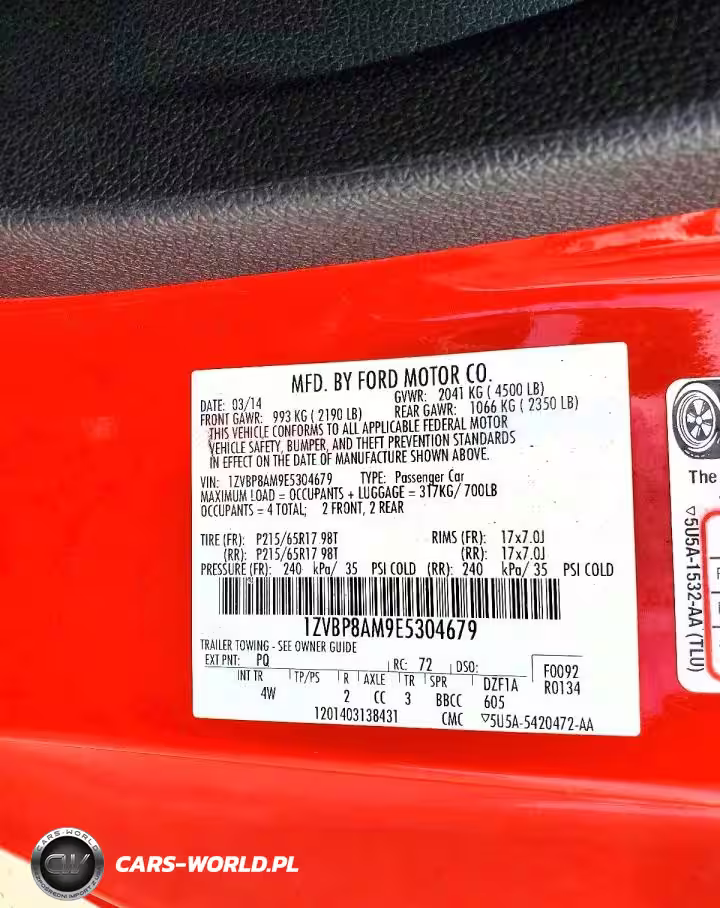 MFD. BY FORD MOTOR CO.
DATE: 03/14 GVWR: 2041 KG ( 4500 LB)
FRONT GAWR: 993 KG ( 2190 LB) REAR GAWR: 1066 KG ( 2350 LB)
THIS VEHICLE CONFORMS TO ALL APPLICABLE FEDERAL MOTOR
VEHICLE SAFETY, BUMPER, AND THEFT PREVENTION STANDARDS
IN EFFECT ON THE DATE OF MANUFACTURE SHOWN ABOVE.
VIN: 1ZVBP8AM9E5304679 TYPE: Passenger Car
MAXIMUM LOAD = OCCUPANTS + LUGGAGE = 317KG/ 700LB
OCCUPANTS = 4 TOTAL; 2 FRONT, 2 REAR
TIRE (FR): P215/65R17 98T RIMS (FR): 17x7.0J
(RR): P215/65R17 98T (RR): 17x7.0J
PRESSURE (FR): 240 kPa/ 35 PSI COLD (RR): 240 kPa/ 35 PSI COLD
1ZVBP8AM9E5304679
TRAILER TOWING - SEE OWNER GUIDE
EXT PNT: PQ RC: 72 DSO: F0092
INT TR TP/PS R AXLE TR SPR DZF1A R0134
4W 2 CC 3 BBCC 605
1201403138431 CMC ▽5U5A-5420472-AA
The
▽5U5A-1532-AA (TLU)
CARS-WORLD
CW
CARS-WORLD.PL